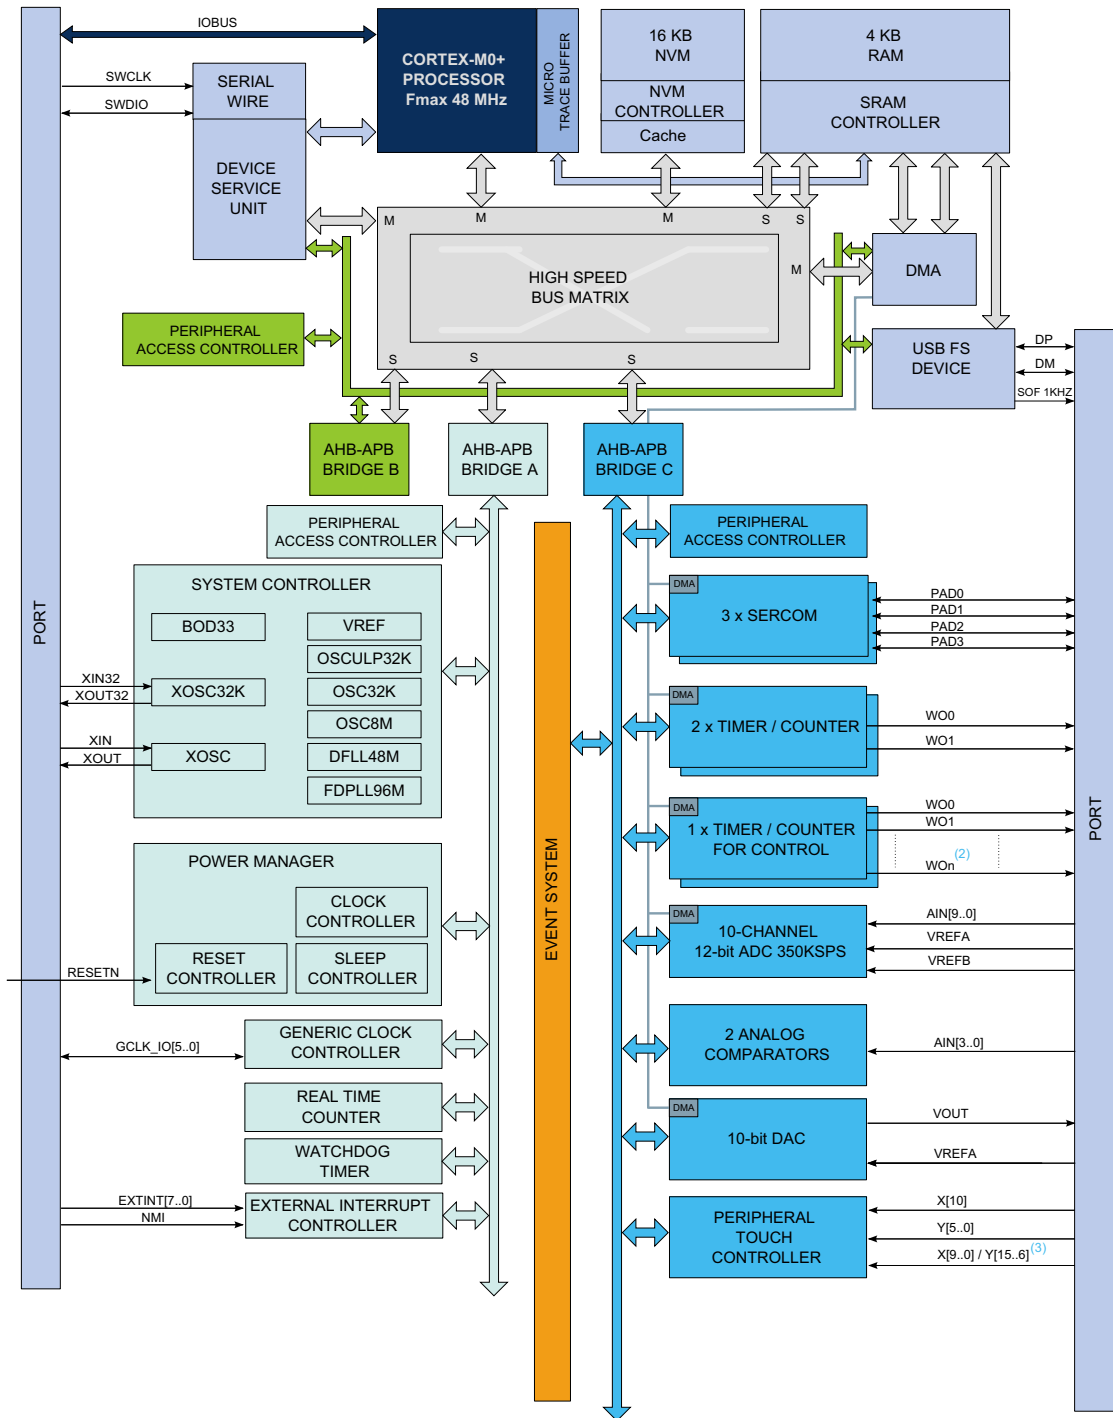 IOBUS
CORTEX-M0+
PROCESSOR
Fmax 48 MHz
MICRO
TRACE BUFFER
16 KB
NVM
NVM
CONTROLLER
Cache
4 KB
RAM
SRAM
CONTROLLER
SWCLK
SWDIO
SERIAL
WIRE
DEVICE
SERVICE
UNIT
M
M
M
S
S
M
HIGH SPEED
BUS MATRIX
S
S
S
DMA
PERIPHERAL
ACCESS CONTROLLER
USB FS
DEVICE
DP
DM
SOF 1KHZ
AHB-APB
BRIDGE B
AHB-APB
BRIDGE A
AHB-APB
BRIDGE C
PORT
PERIPHERAL
ACCESS CONTROLLER
SYSTEM CONTROLLER
BOD33
VREF
OSCULP32K
XOSC32K
OSC32K
OSC8M
XOSC
DFLL48M
FDPLL96M
XIN32
XOUT32
XIN
XOUT
POWER MANAGER
CLOCK
CONTROLLER
RESET
CONTROLLER
SLEEP
CONTROLLER
RESETN
GCLK_IO[5..0]
GENERIC CLOCK
CONTROLLER
REAL TIME
COUNTER
WATCHDOG
TIMER
EXTINT[7..0]
NMI
EXTERNAL INTERRUPT
CONTROLLER
EVENT SYSTEM
PERIPHERAL
ACCESS CONTROLLER
DMA
3 x SERCOM
PAD0
PAD1
PAD2
PAD3
DMA
2 x TIMER / COUNTER
WO0
WO1
DMA
1 x TIMER / COUNTER
FOR CONTROL
WO0
WO1
(2)
WOn
DMA
10-CHANNEL
12-bit ADC 350KSPS
AIN[9..0]
VREFA
VREFB
2 ANALOG
COMPARATORS
AIN[3..0]
DMA
10-bit DAC
VOUT
VREFA
PERIPHERAL
TOUCH
CONTROLLER
X[10]
Y[5..0]
X[9..0] / Y[15..6](3)
PORT